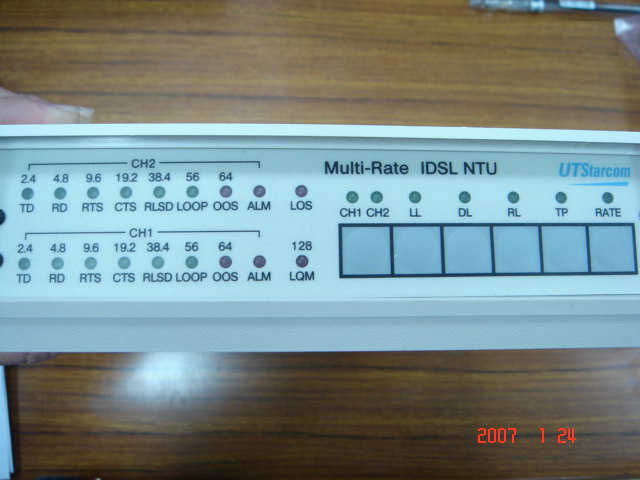 CH2
2.4 4.8 9.6 19.2 38.4 56 64
TD RD RTS CTS RLSD LOOP OOS ALM LOS
CH1
2.4 4.8 9.6 19.2 38.4 56 64 128
TD RD RTS CTS RLSD LOOP OOS ALM LQM
Multi-Rate IDSL NTU
UTStarcom
CH1 CH2 LL DL RL TP RATE
2007 1 24